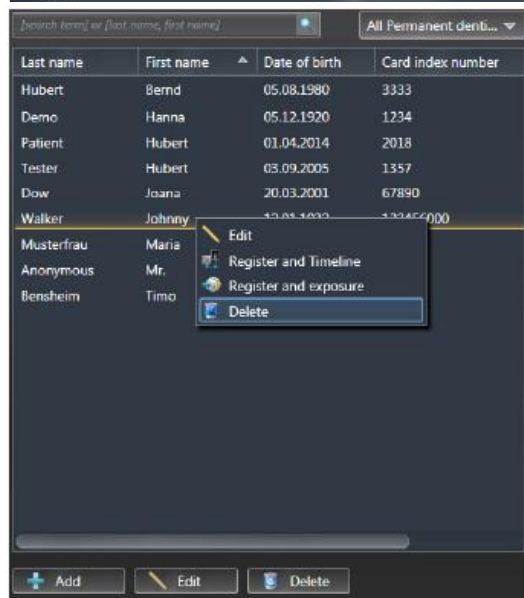 [search term] or [last name, first name] All Permanent denti...
Last name First name Date of birth Card index number
Hubert Bernd 05.08.1980 3333
Demo Hanna 05.12.1920 1234
Patient Hubert 01.04.2014 2018
Tester Hubert 03.09.2005 1357
Dow Joana 20.03.2001 67890
Walker Johnny
Musterfrau Maria
Anonymous Mr.
Bensheim Timo
Edit
Register and Timeline
Register and exposure
Delete
Add Edit Delete